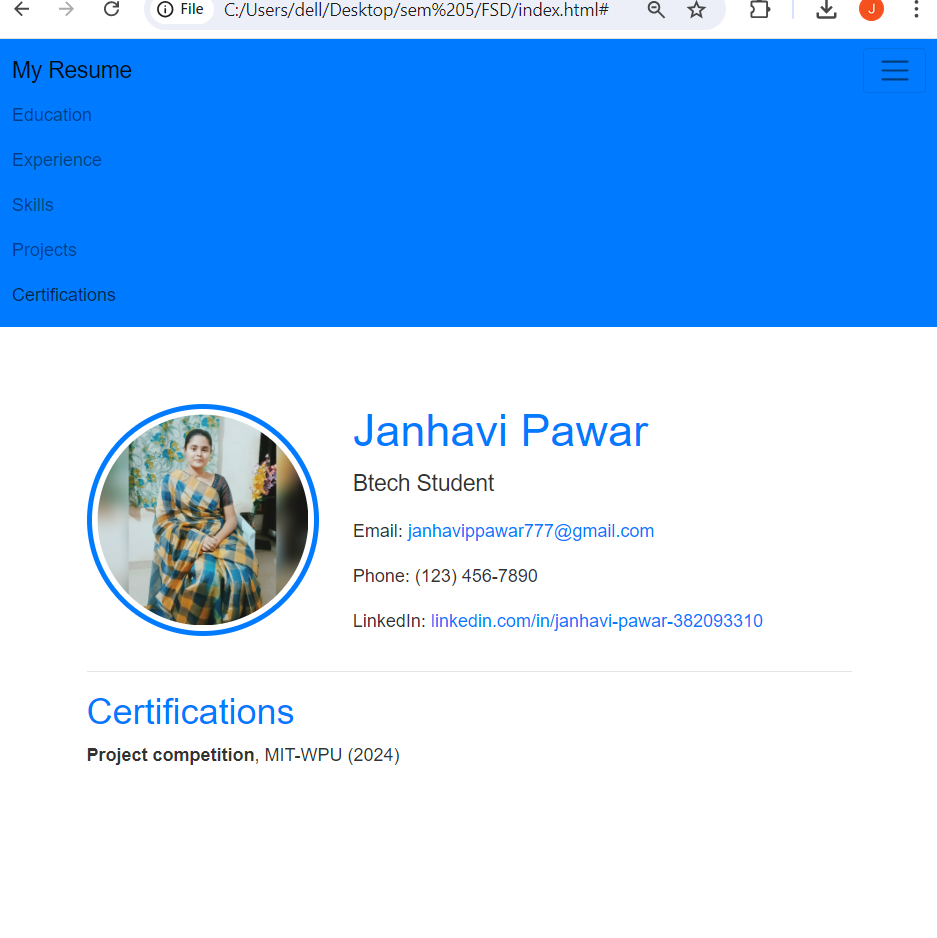 File C:/Users/dell/Desktop/sem%205/FSD/index.html# J
My Resume
Education
Experience
Skills
Projects
Certifications
Janhavi Pawar
Btech Student
Email: janhavippawar777@gmail.com
Phone: (123) 456-7890
LinkedIn: linkedin.com/in/janhavi-pawar-382093310
Certifications
Project competition, MIT-WPU (2024)